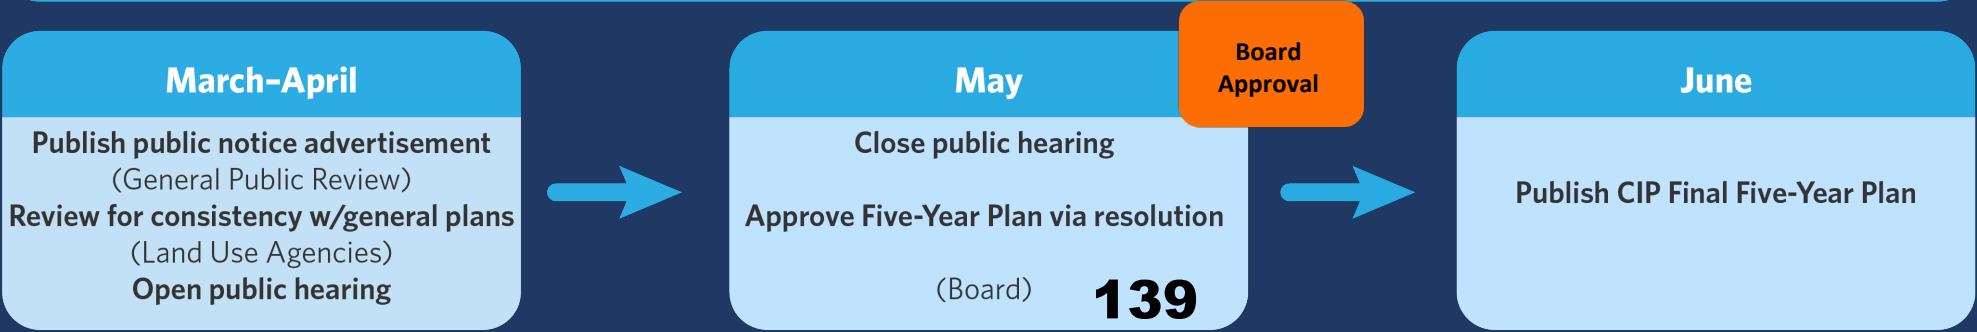 March–April
Publish public notice advertisement
(General Public Review)
Review for consistency w/general plans
(Land Use Agencies)
Open public hearing
May
Board
Approval
Close public hearing
Approve Five-Year Plan via resolution
(Board)
139
June
Publish CIP Final Five-Year Plan